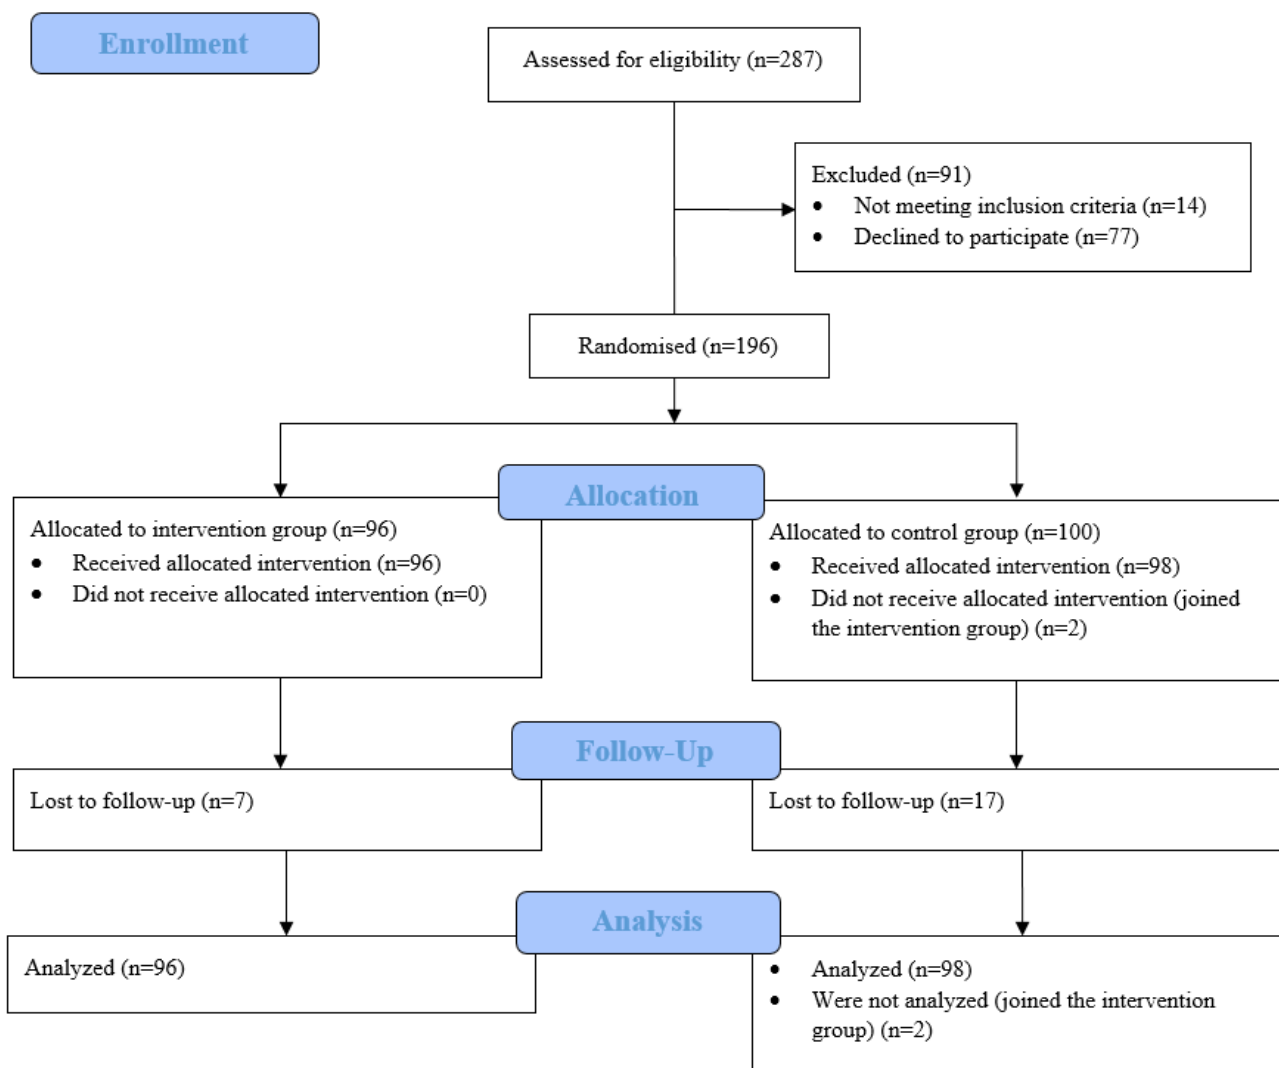 Enrollment
Assessed for eligibility (n=287)
Excluded (n=91)
• Not meeting inclusion criteria (n=14)
• Declined to participate (n=77)
Randomised (n=196)
Allocation
Allocated to intervention group (n=96)
• Received allocated intervention (n=96)
• Did not receive allocated intervention (n=0)
Allocated to control group (n=100)
• Received allocated intervention (n=98)
• Did not receive allocated intervention (joined
the intervention group) (n=2)
Follow-Up
Lost to follow-up (n=7)
Lost to follow-up (n=17)
Analysis
Analyzed (n=96)
• Analyzed (n=98)
• Were not analyzed (joined the intervention
group) (n=2)